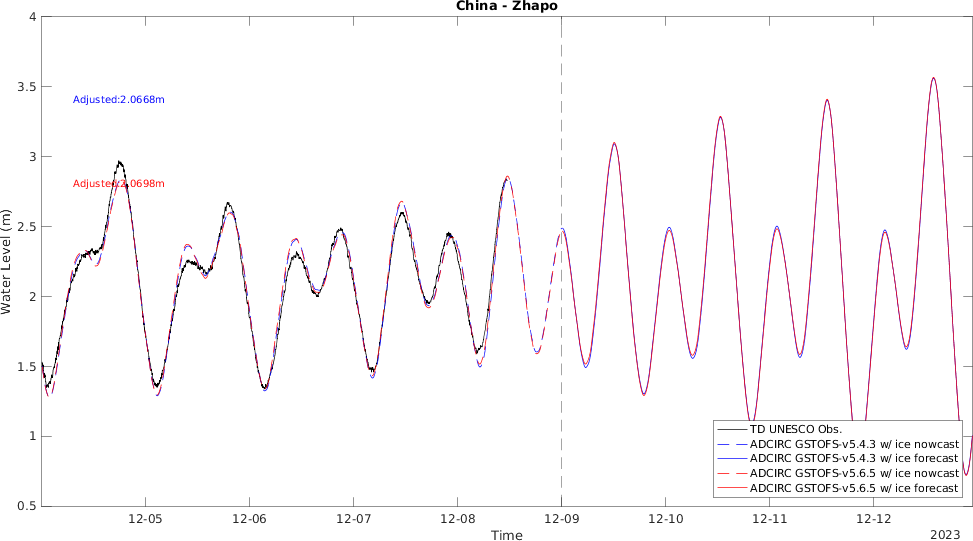 China - Zhapo
4
3.5
3
2.5
2
1.5
1
0.5
Water Level (m)
Adjusted:2.0668m
Adjusted:2.0698m
TD UNESCO Obs.
ADCIRC GSTOFS-v5.4.3 w/ ice nowcast
ADCIRC GSTOFS-v5.4.3 w/ ice forecast
ADCIRC GSTOFS-v5.6.5 w/ ice nowcast
ADCIRC GSTOFS-v5.6.5 w/ ice forecast
12-05 12-06 12-07 12-08 12-09 12-10 12-11 12-12
Time
2023